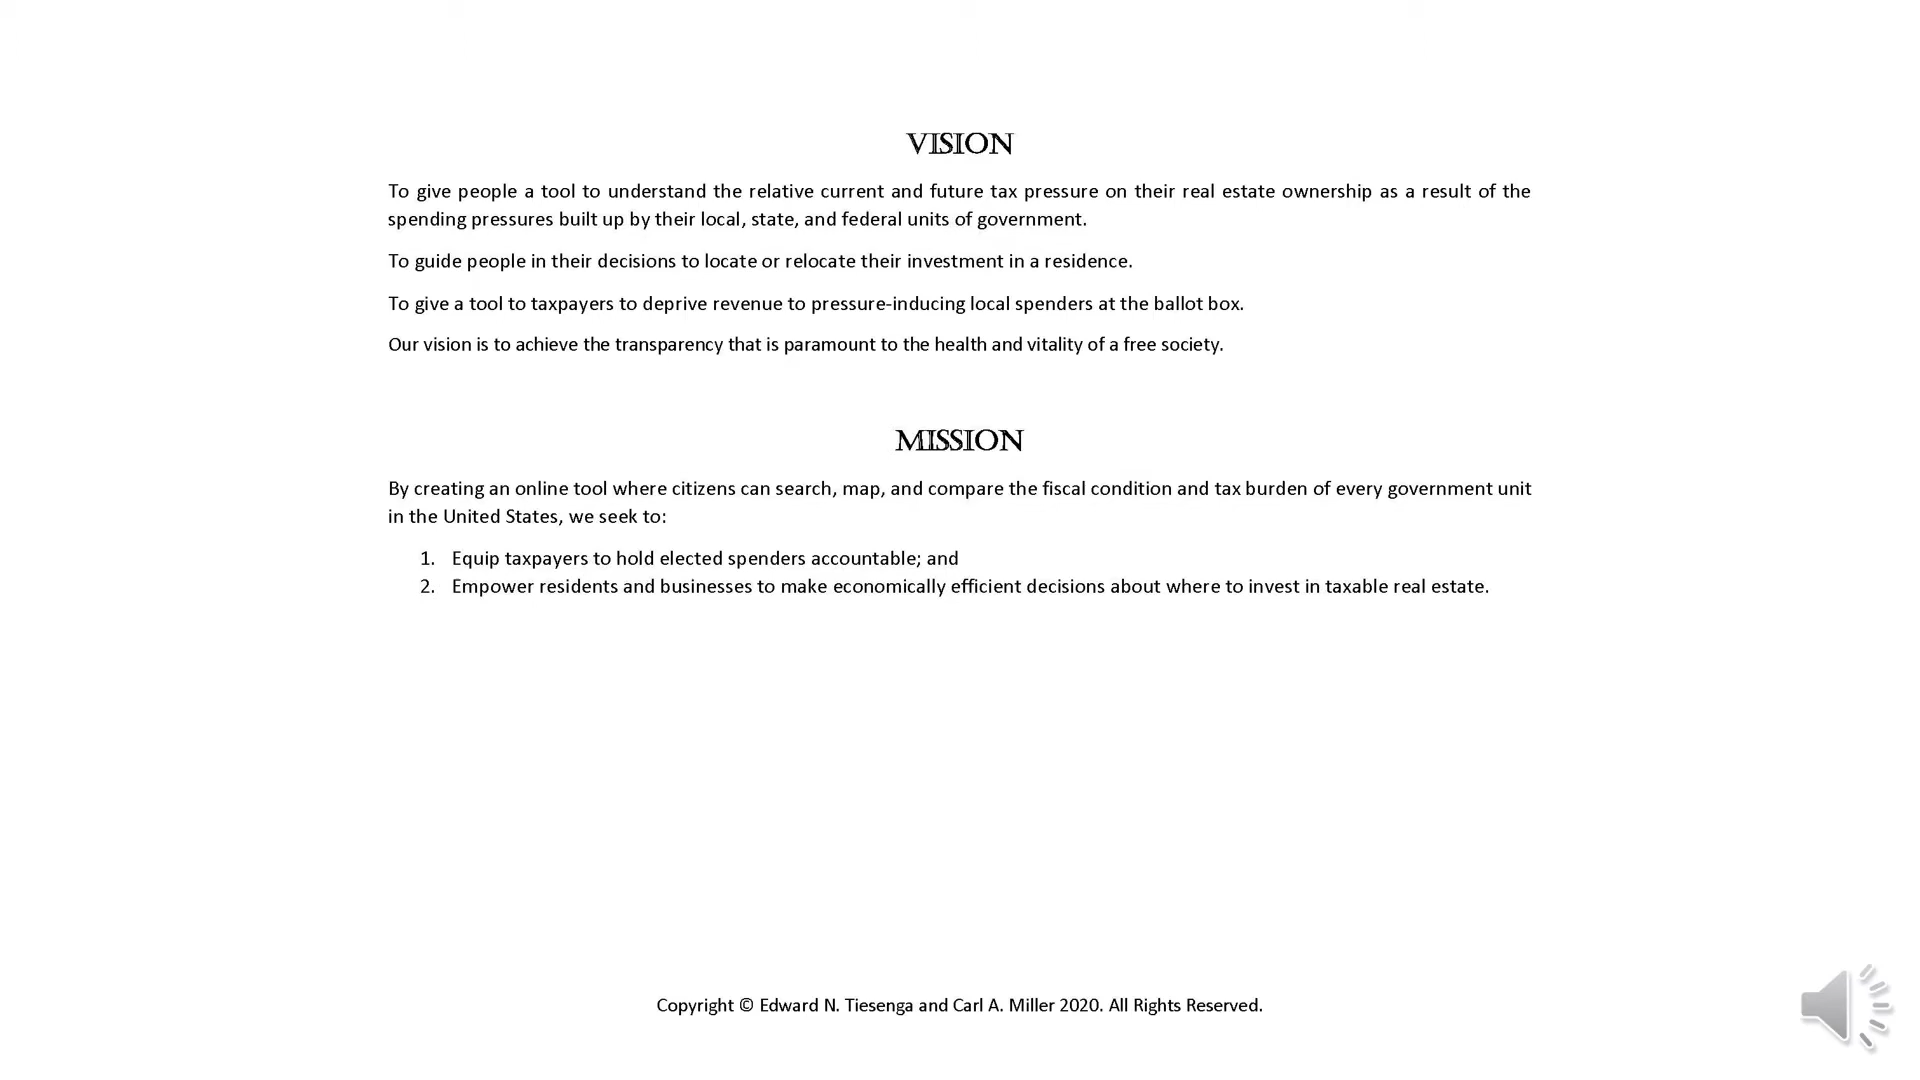 VISION
To give people a tool to understand the relative current and future tax pressure on their real estate ownership as a result of the
spending pressures built up by their local, state, and federal units of government.
To guide people in their decisions to locate or relocate their investment in a residence.
To give a tool to taxpayers to deprive revenue to pressure-inducing local spenders at the ballot box.
Our vision is to achieve the transparency that is paramount to the health and vitality of a free society.
MISSION
By creating an online tool where citizens can search, map, and compare the fiscal condition and tax burden of every government unit
in the United States, we seek to:
1. Equip taxpayers to hold elected spenders accountable; and
2. Empower residents and businesses to make economically efficient decisions about where to invest in taxable real estate.
Copyright © Edward N. Tiesenga and Carl A. Miller 2020. All Rights Reserved.